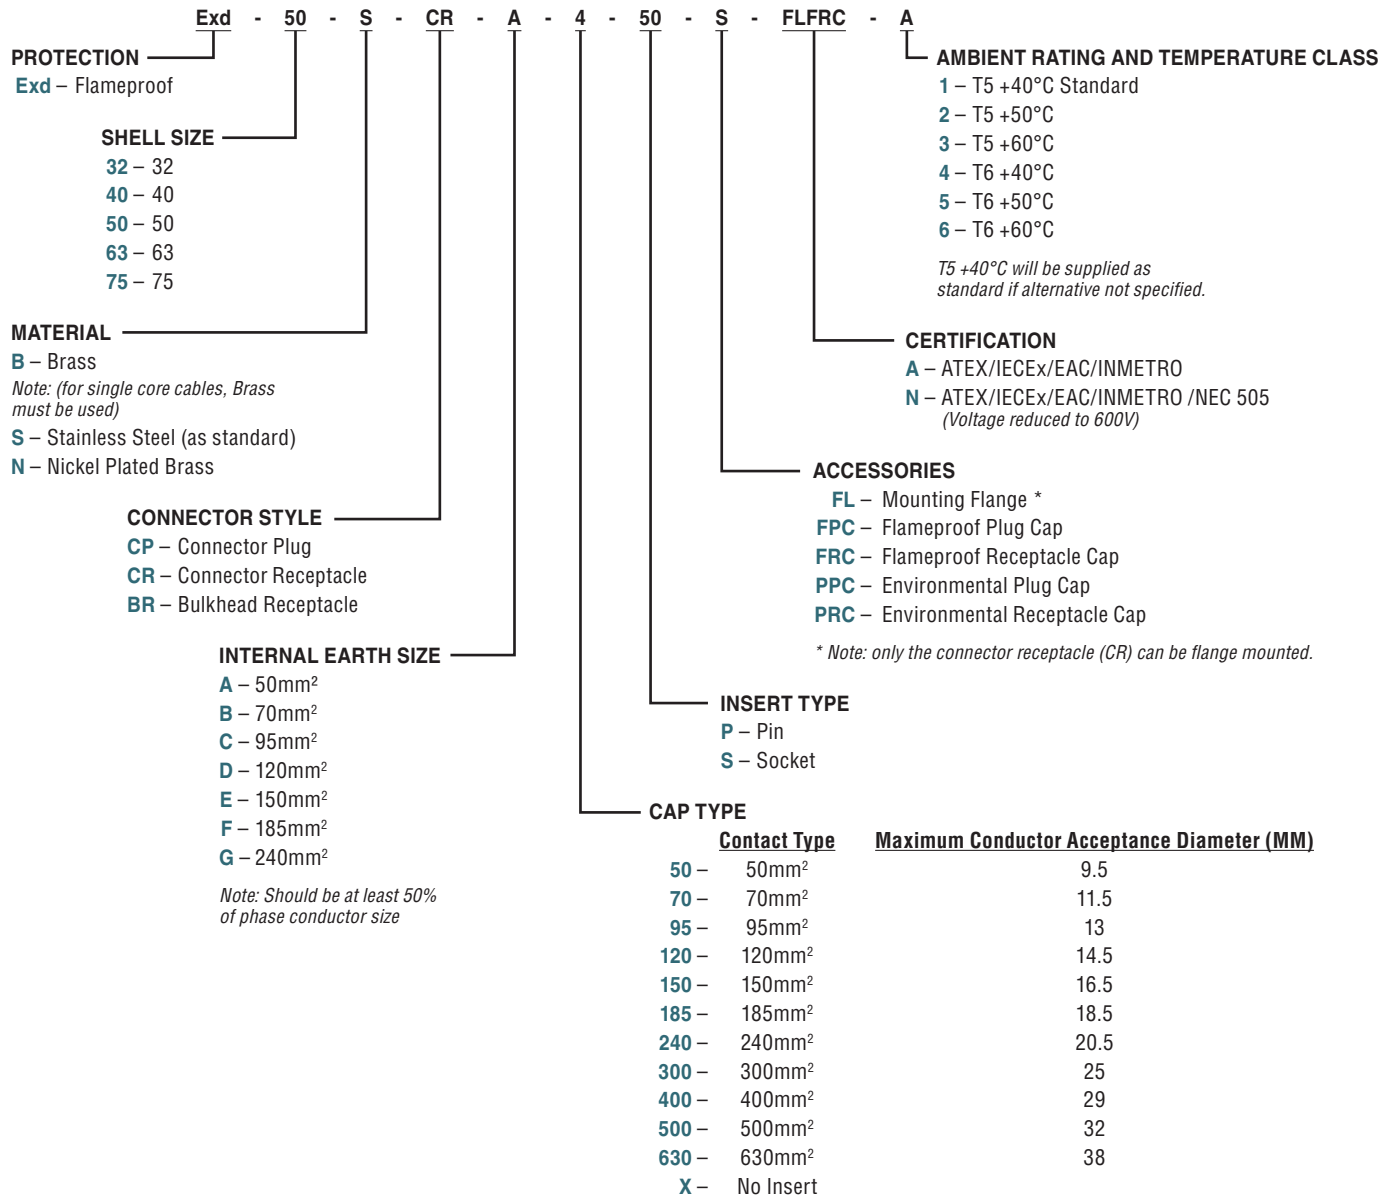 Exd - 50 - S - CR - A - 4 - 50 - S - FLFRC - A
PROTECTION
Exd – Flameproof
SHELL SIZE
32 – 32
40 – 40
50 – 50
63 – 63
75 – 75
MATERIAL
B – Brass
Note: (for single core cables, Brass
must be used)
S – Stainless Steel (as standard)
N – Nickel Plated Brass
CONNECTOR STYLE
CP – Connector Plug
CR – Connector Receptacle
BR – Bulkhead Receptacle
INTERNAL EARTH SIZE
A – 50mm²
B – 70mm²
C – 95mm²
D – 120mm²
E – 150mm²
F – 185mm²
G – 240mm²
Note: Should be at least 50%
of phase conductor size
AMBIENT RATING AND TEMPERATURE CLASS
1 – T5 +40°C Standard
2 – T5 +50°C
3 – T5 +60°C
4 – T6 +40°C
5 – T6 +50°C
6 – T6 +60°C
T5 +40°C will be supplied as
standard if alternative not specified.
CERTIFICATION
A – ATEX/IECEx/EAC/INMETRO
N – ATEX/IECEx/EAC/INMETRO /NEC 505
(Voltage reduced to 600V)
ACCESSORIES
FL – Mounting Flange *
FPC – Flameproof Plug Cap
FRC – Flameproof Receptacle Cap
PPC – Environmental Plug Cap
PRC – Environmental Receptacle Cap
* Note: only the connector receptacle (CR) can be flange mounted.
INSERT TYPE
P – Pin
S – Socket
CAP TYPE
Contact Type Maximum Conductor Acceptance Diameter (MM)
50 – 50mm² 9.5
70 – 70mm² 11.5
95 – 95mm² 13
120 – 120mm² 14.5
150 – 150mm² 16.5
185 – 185mm² 18.5
240 – 240mm² 20.5
300 – 300mm² 25
400 – 400mm² 29
500 – 500mm² 32
630 – 630mm² 38
X – No Insert